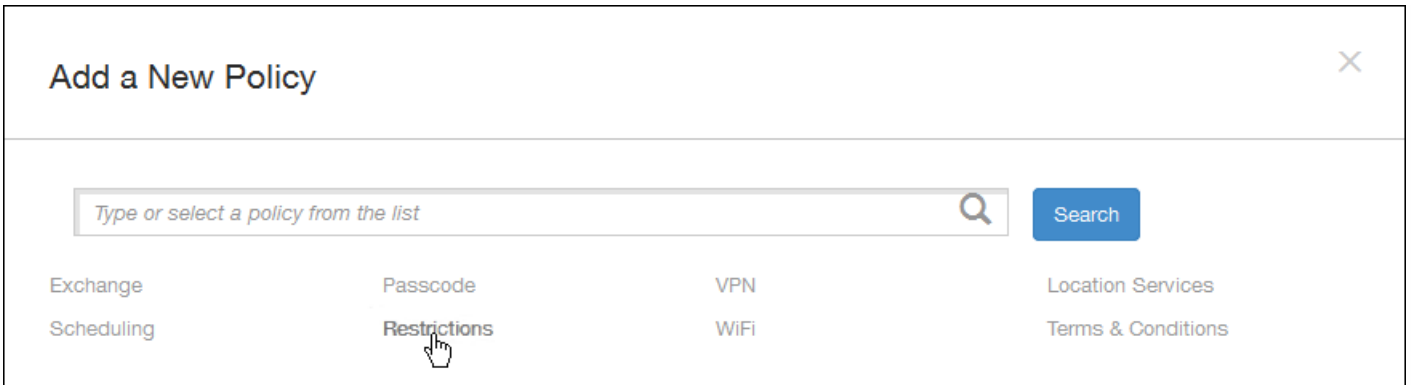 Add a New Policy
Type or select a policy from the list
Search
Exchange Passcode VPN Location Services
Scheduling Restrictions WiFi Terms & Conditions